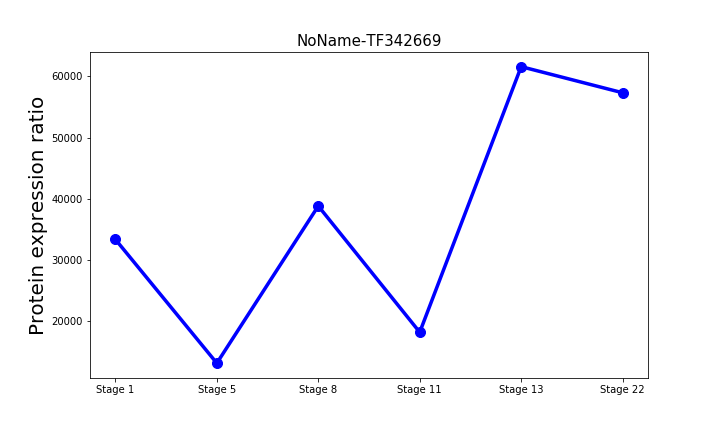 NoName-TF342669
Protein expression ratio
60000
50000
40000
30000
20000
Stage 1 Stage 5 Stage 8 Stage 11 Stage 13 Stage 22